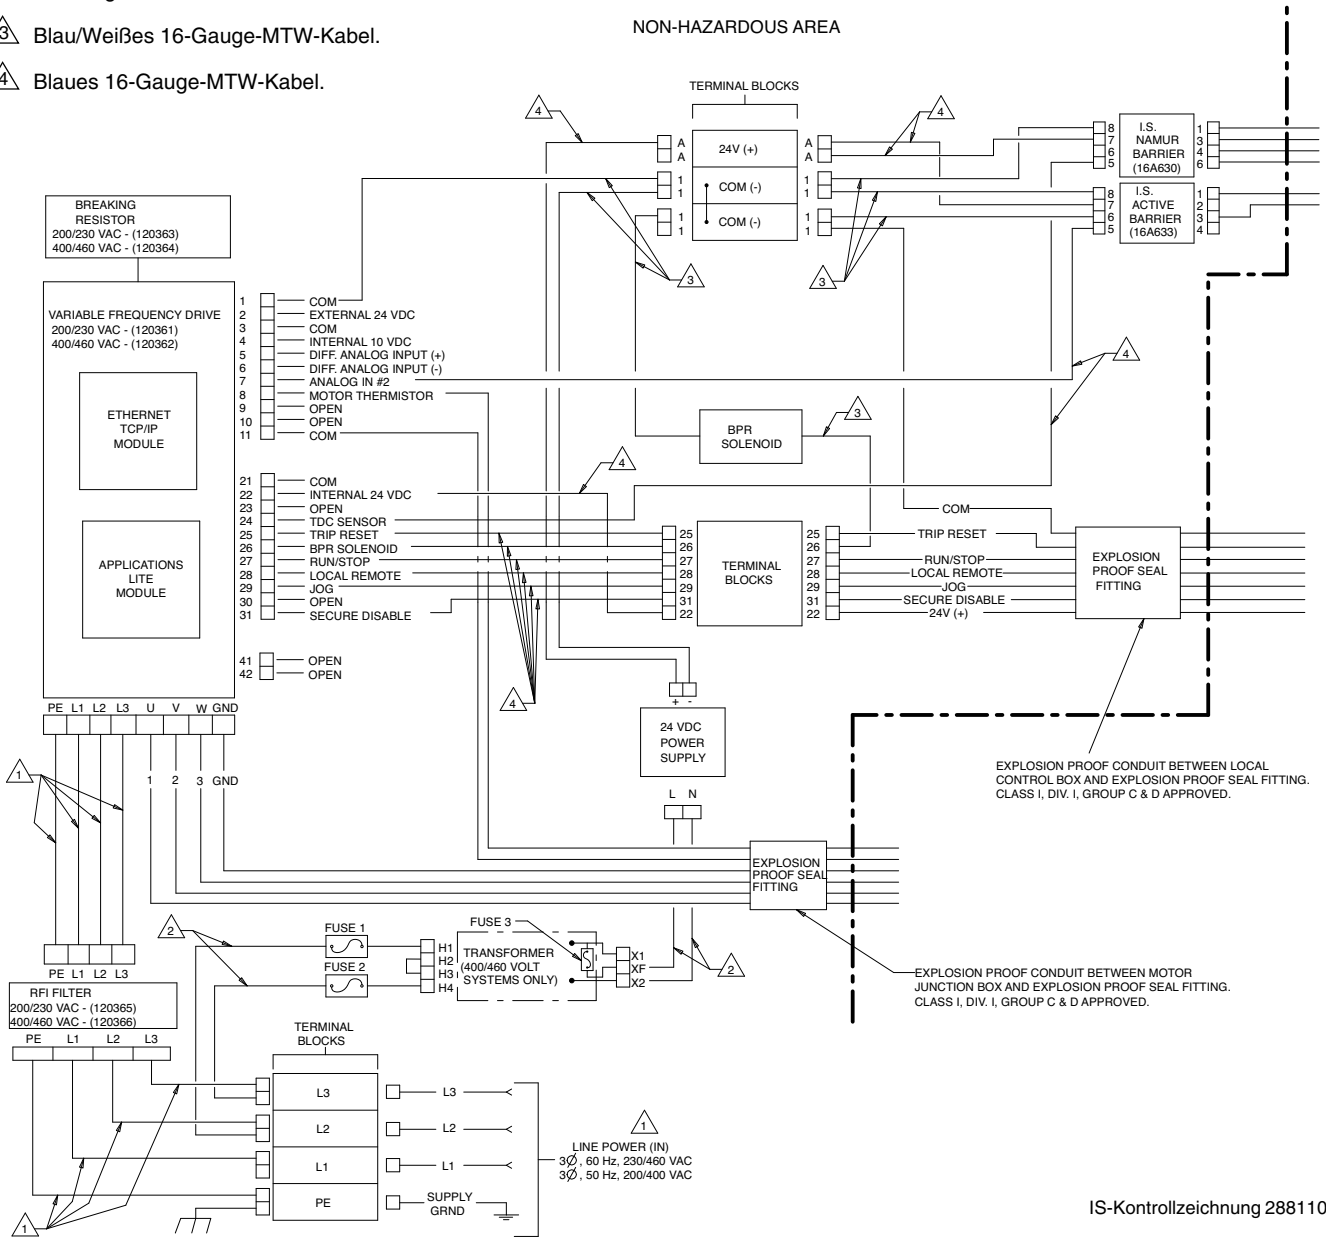 3 Blau/Weißes 16-Gauge-MTW-Kabel.
4 Blaues 16-Gauge-MTW-Kabel.
NON-HAZARDOUS AREA
TERMINAL BLOCKS
4
4
A
A
24V (+)
A
A
1
1
COM (-)
1
1
1
1
COM (-)
1
1
3
3
8
7
6
5
I.S.
NAMUR
BARRIER
(16A630)
1
3
4
6
8
7
6
5
I.S.
ACTIVE
BARRIER
(16A633)
1
2
3
4
BREAKING
RESISTOR
200/230 VAC - (120363)
400/460 VAC - (120364)
VARIABLE FREQUENCY DRIVE
200/230 VAC - (120361)
400/460 VAC - (120362)
ETHERNET
TCP/IP
MODULE
APPLICATIONS
LITE
MODULE
1 COM
2 EXTERNAL 24 VDC
3 COM
4 INTERNAL 10 VDC
5 DIFF. ANALOG INPUT (+)
6 DIFF. ANALOG INPUT (-)
7 ANALOG IN #2
8 MOTOR THERMISTOR
9 OPEN
10 OPEN
11 COM
21 COM
22 INTERNAL 24 VDC
23 OPEN
24 TDC SENSOR
25 TRIP RESET
26 BPR SOLENOID
27 RUN/STOP
28 LOCAL REMOTE
29 JOG
30 OPEN
31 SECURE DISABLE
41 OPEN
42 OPEN
4
BPR
SOLENOID
3
4
4
25
26
27
28
29
31
22
TERMINAL
BLOCKS
25
26
27
28
29
31
22
COM
TRIP RESET
RUN/STOP
LOCAL REMOTE
JOG
SECURE DISABLE
24V (+)
EXPLOSION
PROOF SEAL
FITTING
+ -
24 VDC
POWER
SUPPLY
L N
PE L1 L2 L3 U V W GND
1
1 2 3 GND
EXPLOSION PROOF CONDUIT BETWEEN LOCAL
CONTROL BOX AND EXPLOSION PROOF SEAL FITTING.
CLASS I, DIV. I, GROUP C & D APPROVED.
EXPLOSION
PROOF SEAL
FITTING
2
FUSE 1
FUSE 2
H1
H2
H3
H4
FUSE 3
TRANSFORMER
(400/460 VOLT
SYSTEMS ONLY)
X1
XF
X2
2
EXPLOSION PROOF CONDUIT BETWEEN MOTOR
JUNCTION BOX AND EXPLOSION PROOF SEAL FITTING.
CLASS I, DIV. I, GROUP C & D APPROVED.
PE L1 L2 L3
RFI FILTER
200/230 VAC - (120365)
400/460 VAC - (120366)
PE L1 L2 L3
TERMINAL
BLOCKS
L3 L3
L2 L2
L1 L1
PE SUPPLY
GRND
1
LINE POWER (IN)
3Ø, 60 Hz, 230/460 VAC
3Ø, 50 Hz, 200/400 VAC
1
IS-Kontrollzeichnung 288110